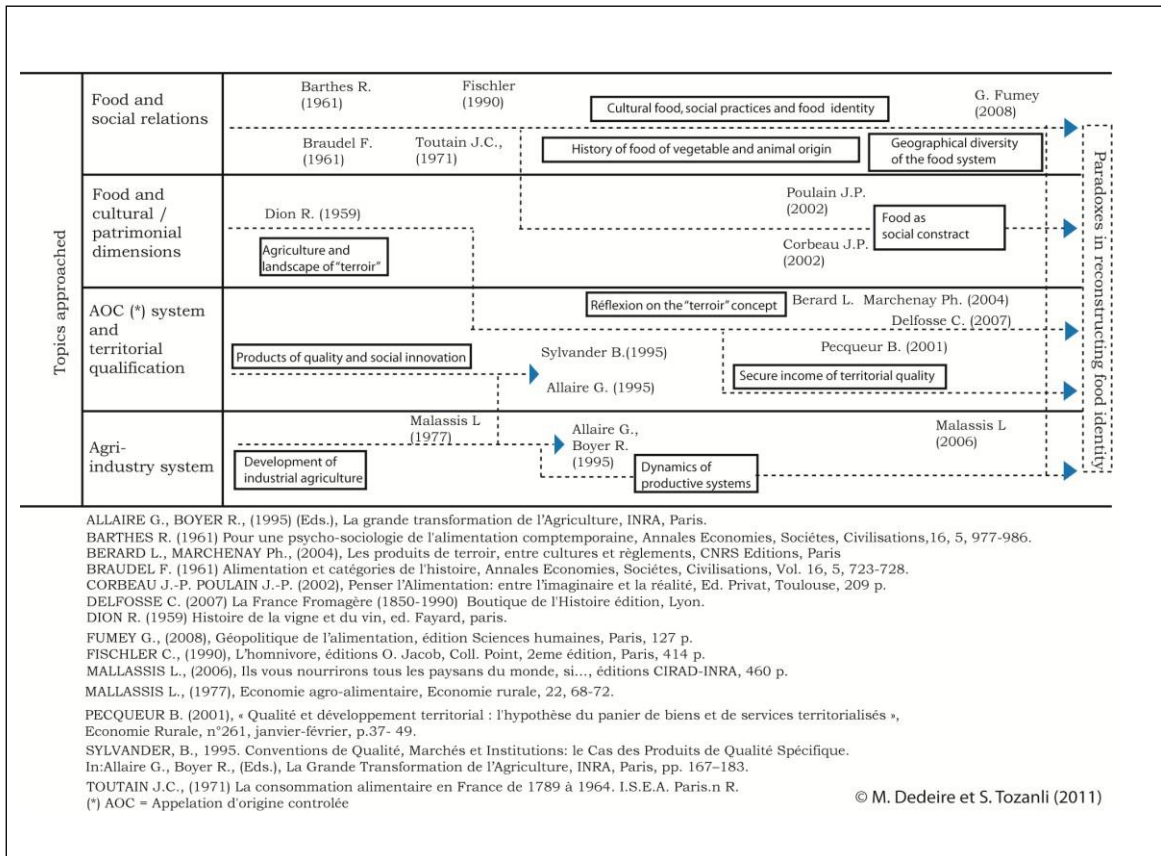 Topics approached
Food and
social relations
Barthes R.
(1961)
Fischler
(1990)
Cultural food, social practices and food identity
G. Fumey
(2008)
Braudel F.
(1961)
Toutain J.C.,
(1971)
History of food of vegetable and animal origin
Geographical diversity
of the food system
Food and
cultural /
patrimonial
dimensions
Dion R. (1959)
Agriculture and
landscape of "terroir"
Poulain J.P.
(2002)
Corbeau J.P.
(2002)
Food as
social constract
AOC (*) system
and
territorial
qualification
Réflexion on the "terroir" concept
Berard L. Marchenay Ph. (2004)
Delfosse C. (2007)
Products of quality and social innovation
Sylvander B.(1995)
Allaire G. (1995)
Pecqueur B. (2001)
Secure income of territorial quality
Agri-
industry system
Malassis L
(1977)
Development of
industrial agriculture
Allaire G.,
Boyer R.
(1995)
Dynamics of
productive systems
Malassis L
(2006)
Paradoxes in reconstructing food identity
ALLAIRE G., BOYER R., (1995) (Eds.), La grande transformation de l'Agriculture, INRA, Paris.
BARTHES R. (1961) Pour une psycho-sociologie de l'alimentation comptemporaine, Annales Economies, Sociétes, Civilisations,16, 5, 977-986.
BERARD L., MARCHENAY Ph., (2004), Les produits de terroir, entre cultures et règlements, CNRS Editions, Paris
BRAUDEL F. (1961) Alimentation et catégories de l'histoire, Annales Economies, Sociétes, Civilisations, Vol. 16, 5, 723-728.
CORBEAU J.-P. POULAIN J.-P. (2002), Penser l'Alimentation: entre l'imaginaire et la réalité, Ed. Privat, Toulouse, 209 p.
DELFOSSE C. (2007) La France Fromagère (1850-1990) Boutique de l'Histoire édition, Lyon.
DION R. (1959) Histoire de la vigne et du vin, ed. Fayard, paris.
FUMEY G., (2008), Géopolitique de l'alimentation, édition Sciences humaines, Paris, 127 p.
FISCHLER C., (1990), L'homnivore, éditions O. Jacob, Coll. Point, 2eme édition, Paris, 414 p.
MALLASSIS L., (2006), Ils vous nourrirons tous les paysans du monde, si..., éditions CIRAD-INRA, 460 p.
MALLASSIS L., (1977), Economie agro-alimentaire, Economie rurale, 22, 68-72.
PECQUEUR B. (2001), « Qualité et développement territorial : l'hypothèse du panier de biens et de services territorialisés »,
Economie Rurale, n°261, janvier-février, p.37- 49.
SYLVANDER, B., 1995. Conventions de Qualité, Marchés et Institutions: le Cas des Produits de Qualité Spécifique.
In:Allaire G., Boyer R., (Eds.), La Grande Transformation de l'Agriculture, INRA, Paris, pp. 167–183.
TOUTAIN J.C., (1971) La consommation alimentaire en France de 1789 à 1964. I.S.E.A. Paris.n R.
(*) AOC = Appelation d'origine controlée
© M. Dedeire et S. Tozanli (2011)